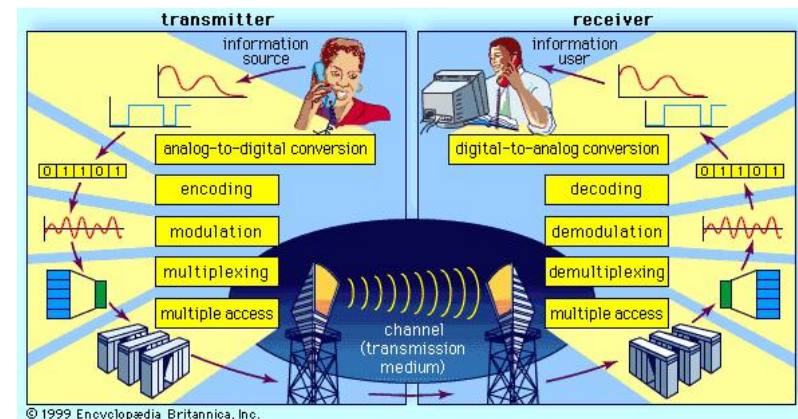 transmitter
receiver
information
source
information
user
analog-to-digital conversion
digital-to-analog conversion
0 1 1 1 0 1
0 1 1 1 0 1
encoding
decoding
modulation
demodulation
multiplexing
demultiplexing
multiple access
multiple access
channel
(transmission
medium)
© 1999 Encyclopædia Britannica, Inc.